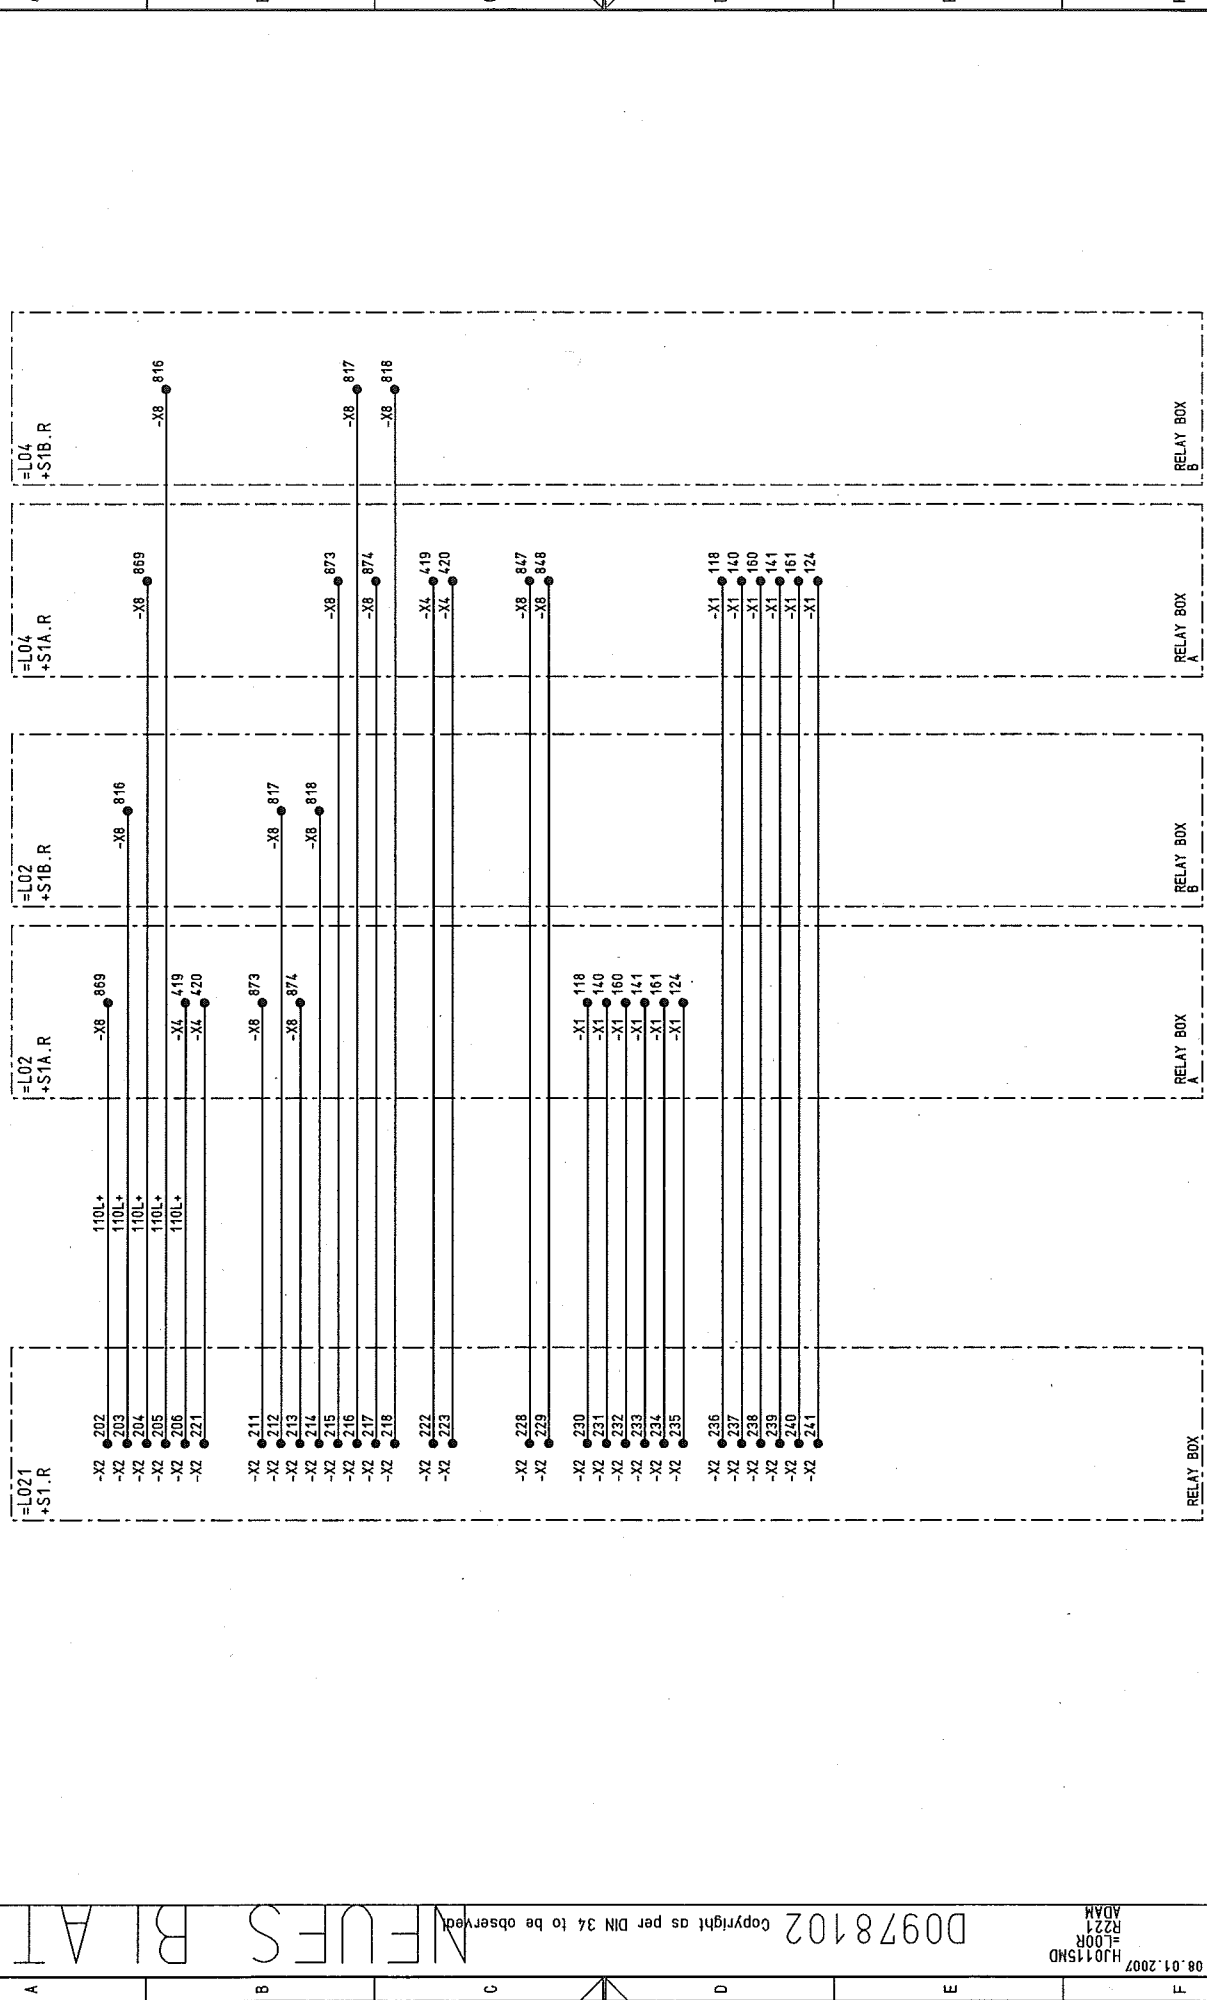 =L04
+S1B.R
-X8 816
-X8 817
-X8 818
RELAY BOX
B
=L04
+S1A.R
-X8 869
-X8 873
-X8 874
-X4 419
-X4 420
-X8 847
-X8 848
-X1 118
-X1 140
-X1 160
-X1 141
-X1 161
-X1 124
RELAY BOX
A
=L02
+S1B.R
-X8 816
-X8 817
-X8 818
RELAY BOX
B
=L02
+S1A.R
-X8 869
-X4 419
-X4 420
-X8 873
-X8 874
-X1 118
-X1 140
-X1 160
-X1 141
-X1 161
-X1 124
RELAY BOX
A
110L+
110L+
110L+
110L+
110L+
=L021
+S1.R
-X2 202
-X2 203
-X2 204
-X2 205
-X2 206
-X2 221
-X2 211
-X2 212
-X2 213
-X2 214
-X2 215
-X2 216
-X2 217
-X2 218
-X2 222
-X2 223
-X2 228
-X2 229
-X2 230
-X2 231
-X2 232
-X2 233
-X2 234
-X2 235
-X2 236
-X2 237
-X2 238
-X2 239
-X2 240
-X2 241
RELAY BOX
08.01.2007
HJ0115MD
=L00R
R221
ADAM
D0978102
Copyright as per DIN 34 to be observed
A
B
C
D
E
F